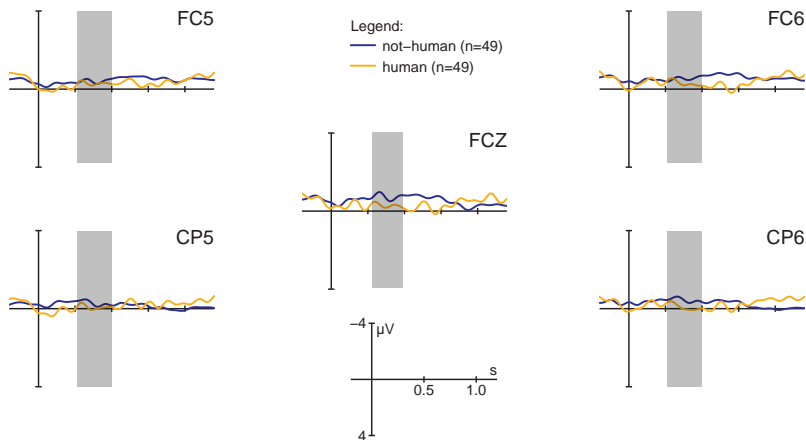 FC5
Legend:
not−human (n=49)
human (n=49)
FC6
FCZ
CP5
CP6
−4
µV
s
0.5 1.0
4